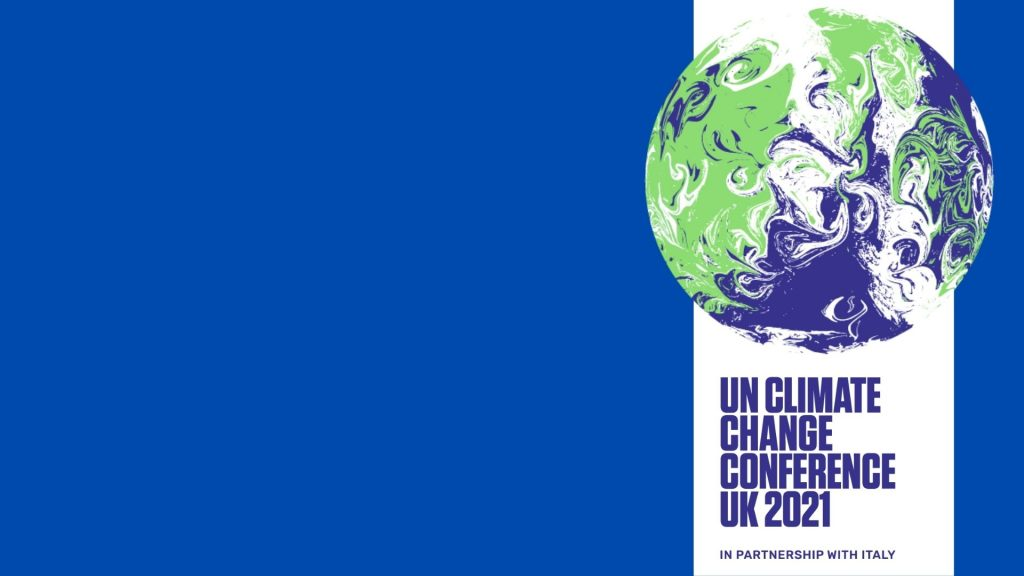 UN CLIMATE
CHANGE
CONFERENCE
UK 2021
IN PARTNERSHIP WITH ITALY